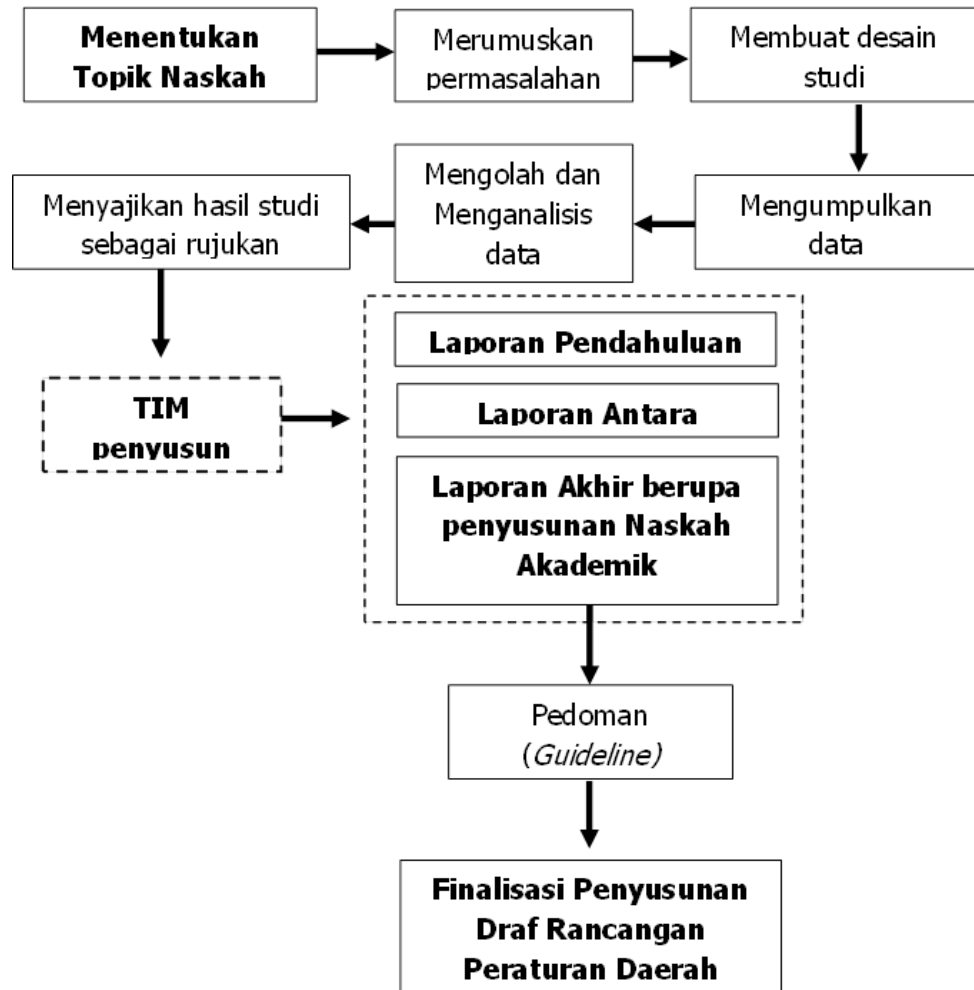 Menentukan
Topik Naskah
Merumuskan
permasalahan
Membuat desain
studi
Menyajikan hasil studi
sebagai rujukan
Mengolah dan
Menganalisis
data
Mengumpulkan
data
TIM
penyusun
Laporan Pendahuluan
Laporan Antara
Laporan Akhir berupa
penyusunan Naskah
Akademik
Pedoman
(Guideline)
Finalisasi Penyusunan
Draf Rancangan
Peraturan Daerah